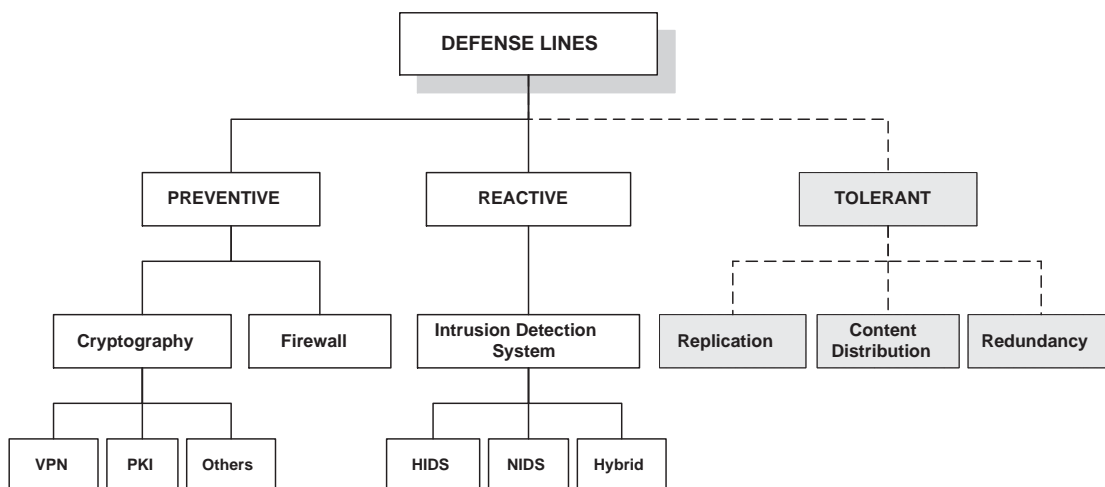 DEFENSE LINES
PREVENTIVE
REACTIVE
TOLERANT
Cryptography
Firewall
Intrusion Detection
System
Replication
Content
Distribution
Redundancy
VPN
PKI
Others
HIDS
NIDS
Hybrid